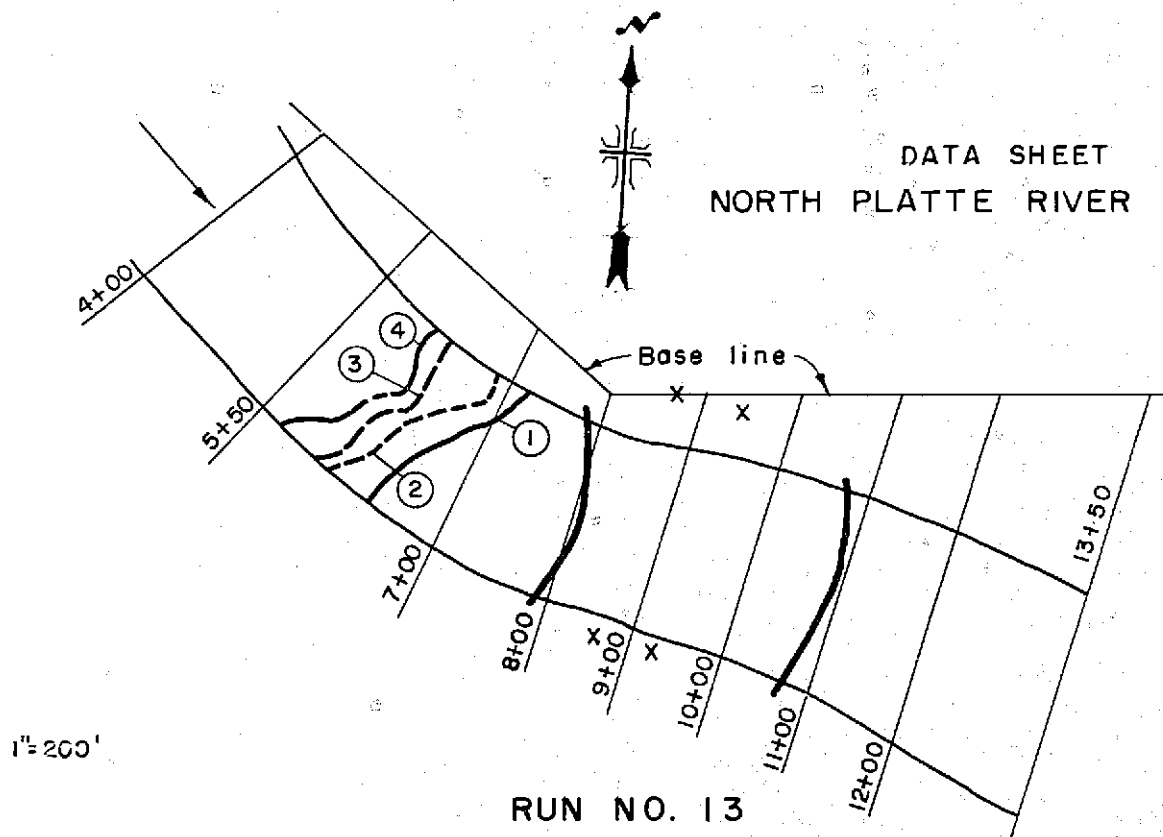 N
DATA SHEET
NORTH PLATTE RIVER
4+00
4
3
Base line
x
x
5+50
1
2
13+50
7+00
8+00
x
x
9+00
10+00
11+00
12+00
1"=200'
RUN NO. 13